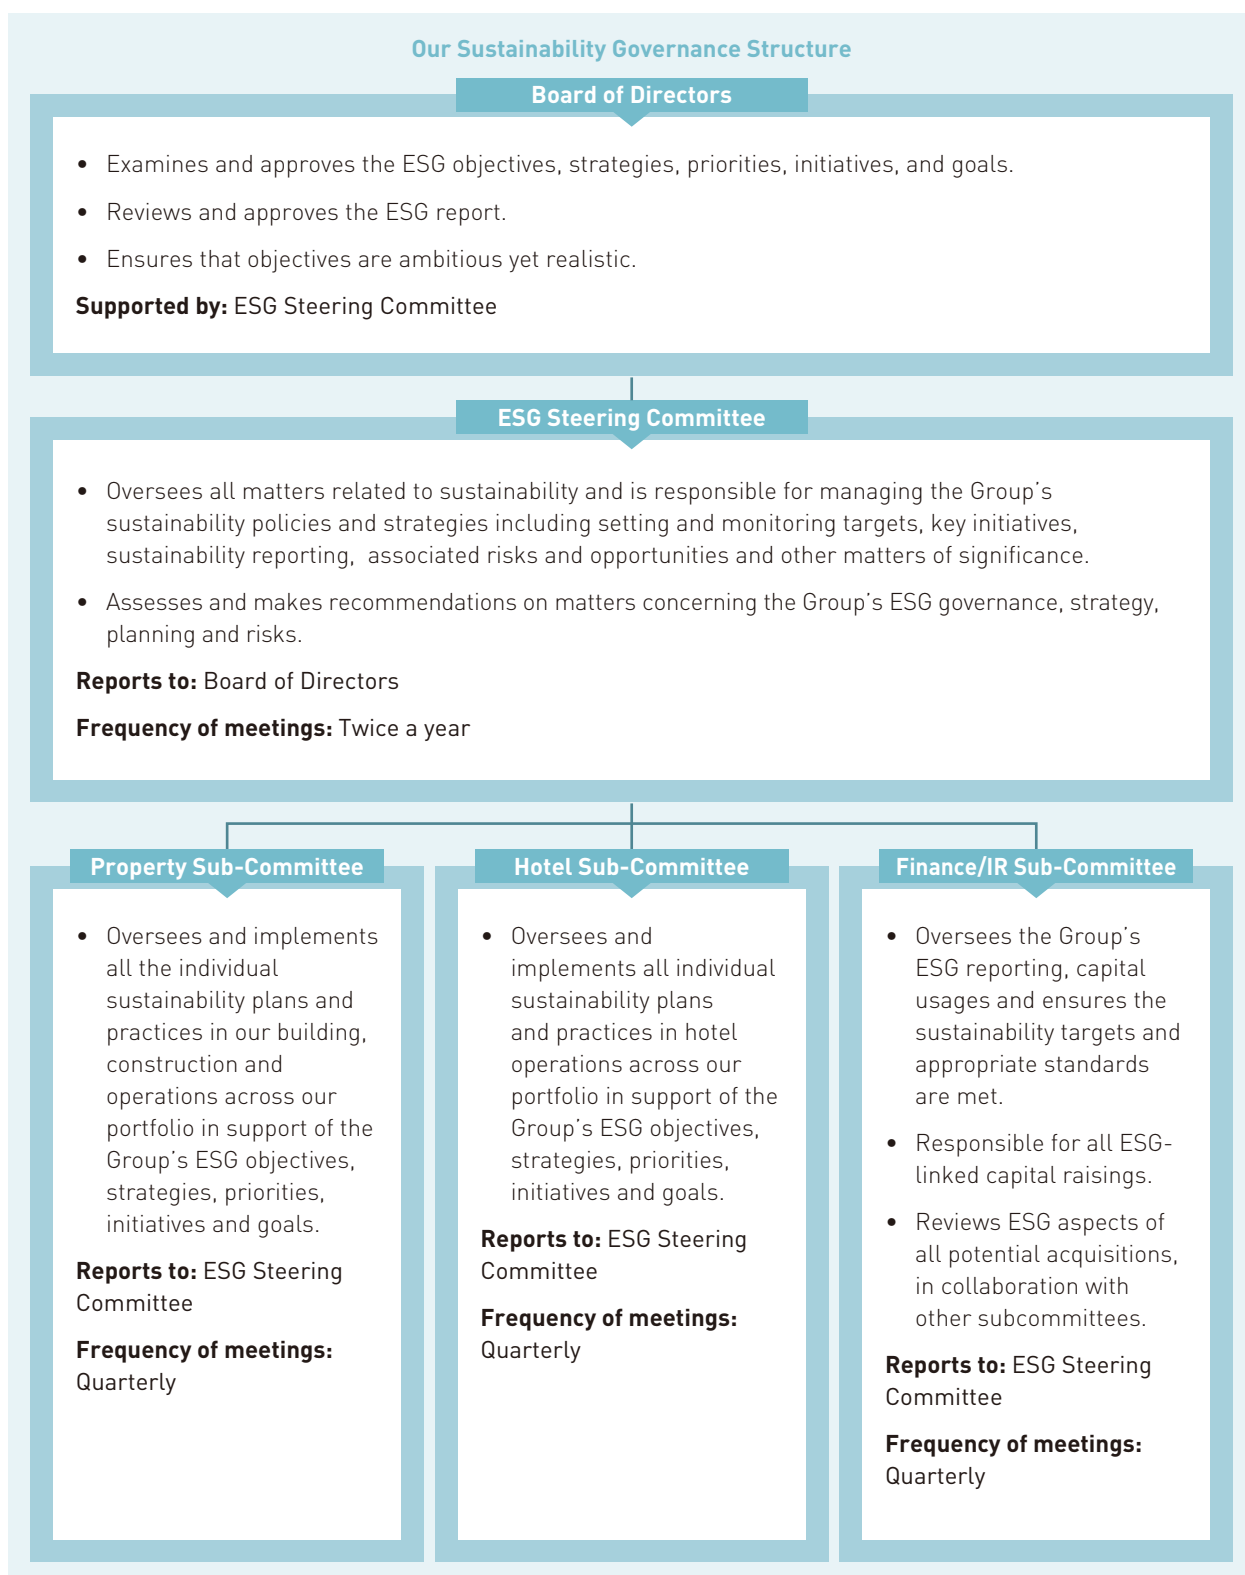 Our Sustainability Governance Structure
Board of Directors
• Examines and approves the ESG objectives, strategies, priorities, initiatives, and goals.
• Reviews and approves the ESG report.
• Ensures that objectives are ambitious yet realistic.
Supported by: ESG Steering Committee
ESG Steering Committee
• Oversees all matters related to sustainability and is responsible for managing the Group's
sustainability policies and strategies including setting and monitoring targets, key initiatives,
sustainability reporting,  associated risks and opportunities and other matters of significance.
• Assesses and makes recommendations on matters concerning the Group's ESG governance, strategy,
planning and risks.
Reports to: Board of Directors
Frequency of meetings: Twice a year
Property Sub-Committee
• Oversees and implements
all the individual
sustainability plans and
practices in our building,
construction and
operations across our
portfolio in support of the
Group's ESG objectives,
strategies, priorities,
initiatives and goals.
Reports to: ESG Steering
Committee
Frequency of meetings:
Quarterly
Hotel Sub-Committee
• Oversees and
implements all individual
sustainability plans
and practices in hotel
operations across our
portfolio in support of the
Group's ESG objectives,
strategies, priorities,
initiatives and goals.
Reports to: ESG Steering
Committee
Frequency of meetings:
Quarterly
Finance/IR Sub-Committee
• Oversees the Group's
ESG reporting, capital
usages and ensures the
sustainability targets and
appropriate standards
are met.
• Responsible for all ESG-
linked capital raisings.
• Reviews ESG aspects of
all potential acquisitions,
in collaboration with
other subcommittees.
Reports to: ESG Steering
Committee
Frequency of meetings:
Quarterly